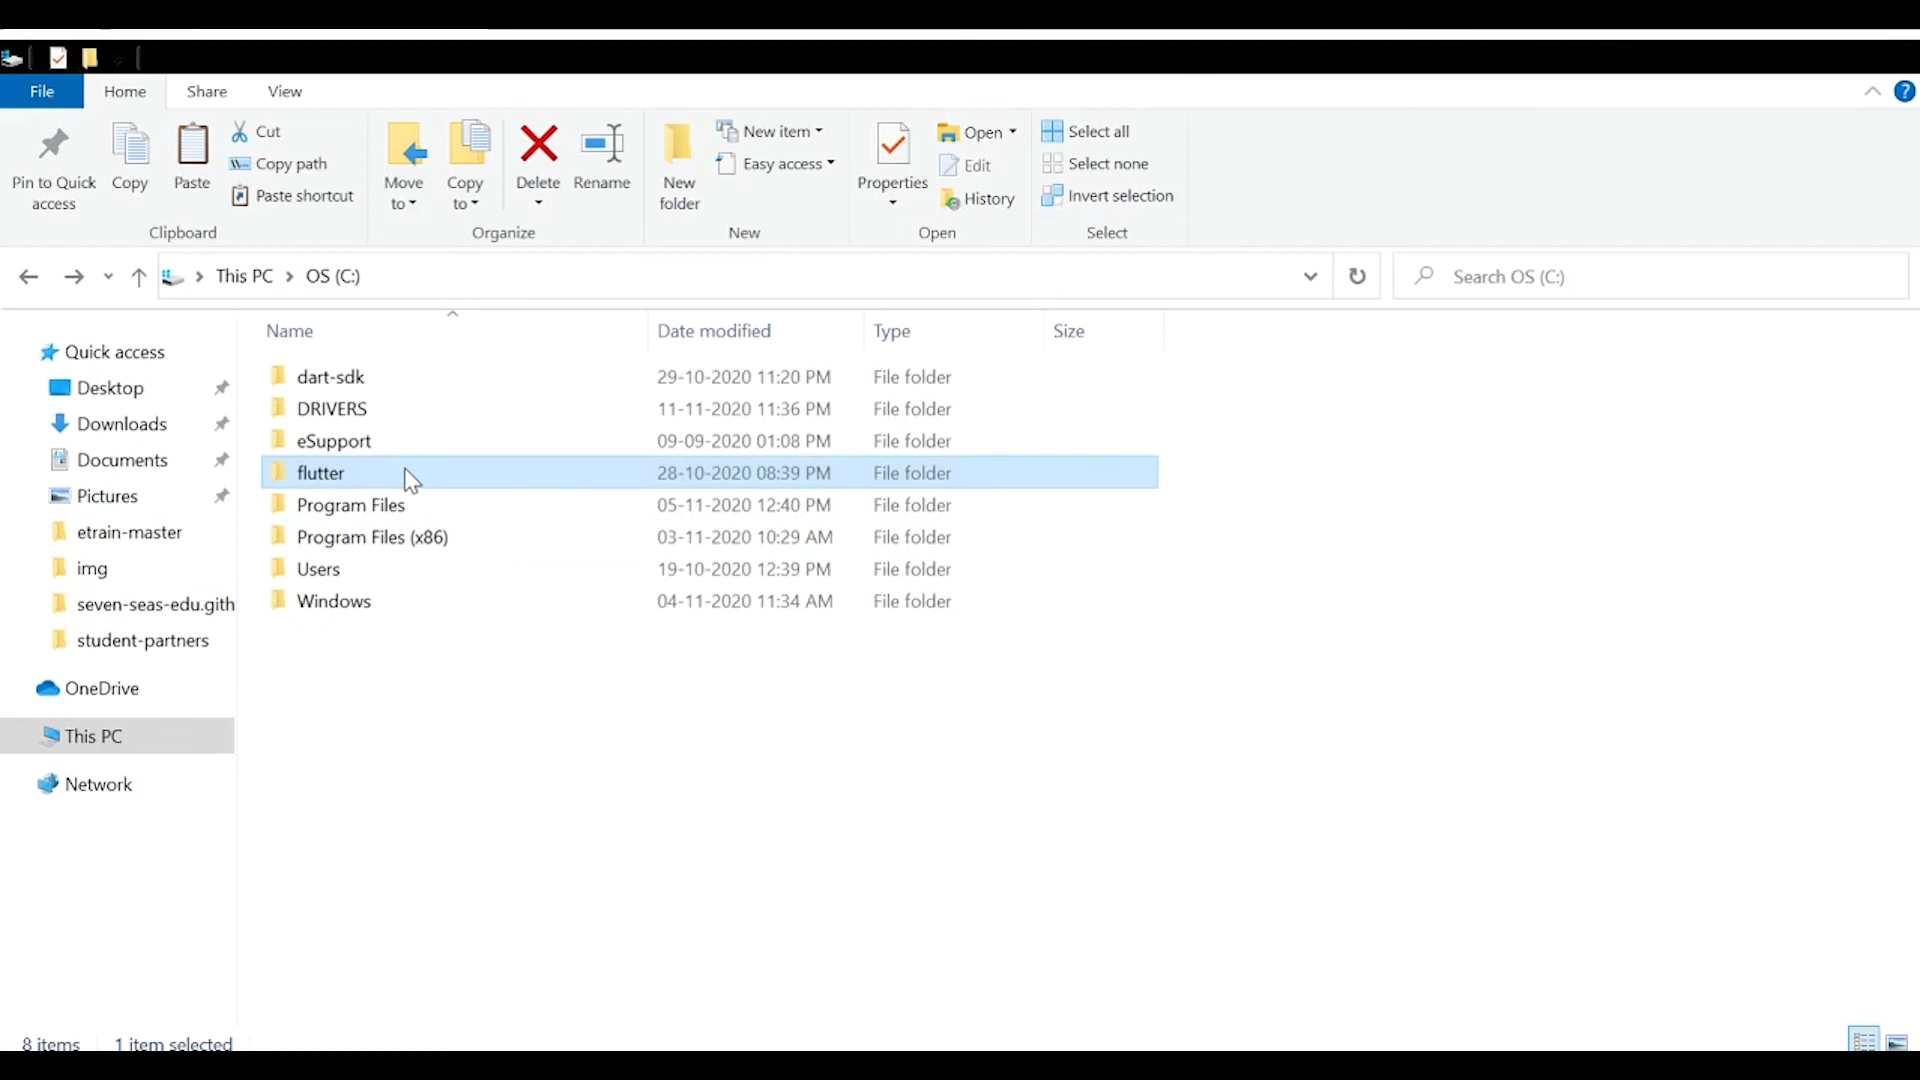 File Home Share View ?
Pin to Quick access
Copy
Paste
Cut
Copy path
Paste shortcut
Clipboard
Move to
Copy to
Delete
Rename
Organize
New folder
New item
Easy access
New
Properties
Open
Edit
History
Open
Select all
Select none
Invert selection
Select
This PC OS (C:)
Search OS (C:)
Quick access
Desktop
Downloads
Documents
Pictures
etrain-master
img
seven-seas-edu.gith
student-partners
OneDrive
This PC
Network
Name Date modified Type Size
dart-sdk 29-10-2020 11:20 PM File folder
DRIVERS 11-11-2020 11:36 PM File folder
eSupport 09-09-2020 01:08 PM File folder
flutter 28-10-2020 08:39 PM File folder
Program Files 05-11-2020 12:40 PM File folder
Program Files (x86) 03-11-2020 10:29 AM File folder
Users 19-10-2020 12:39 PM File folder
Windows 04-11-2020 11:34 AM File folder
8 items 1 item selected